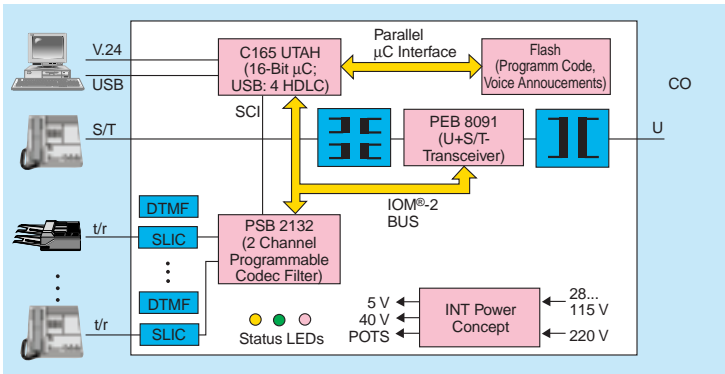 V.24
USB
C165 UTAH
(16-Bit µC;
USB: 4 HDLC)
Parallel
µC Interface
Flash
(Programm Code,
Voice Annoucements)
CO
SCI
S/T
PEB 8091
(U+S/T-
Transceiver)
U
IOM®-2
BUS
t/r
DTMF
SLIC
PSB 2132
(2 Channel
Programmable
Codec Filter)
DTMF
t/r
SLIC
Status LEDs
5 V
40 V
POTS
INT Power
Concept
28...
115 V
220 V